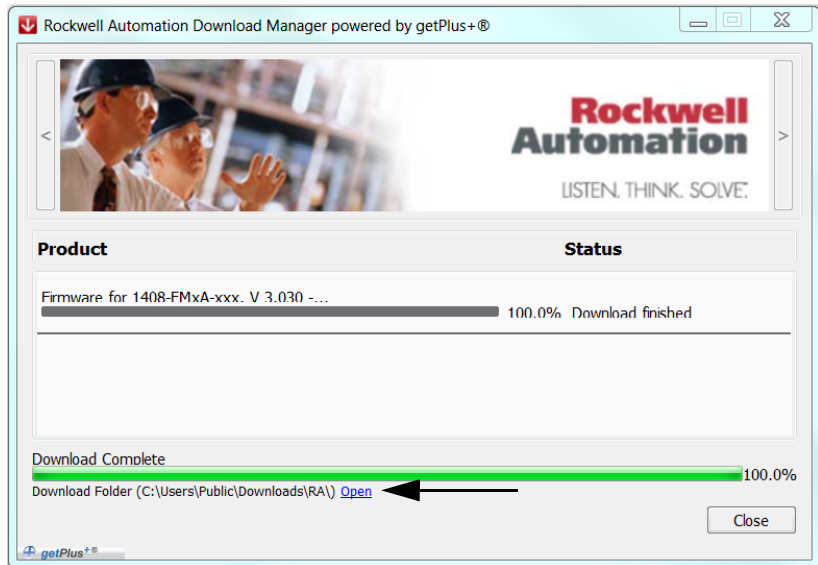 Rockwell Automation Download Manager powered by getPlus+®
<
Rockwell
Automation
LISTEN. THINK. SOLVE.
>
Product Status
Firmware for 1408-EMxA-xxx, V 3.030 -...
100.0% Download finished
Download Complete
100.0%
Download Folder (C:\Users\Public\Downloads\RA\) Open
Close
getPlus+®